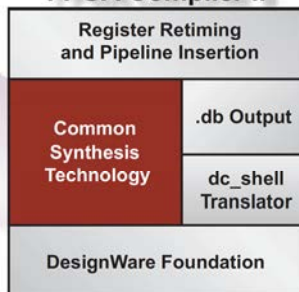 Register Retiming
and Pipeline Insertion
Common
Synthesis
Technology
.db Output
dc_shell
Translator
DesignWare Foundation